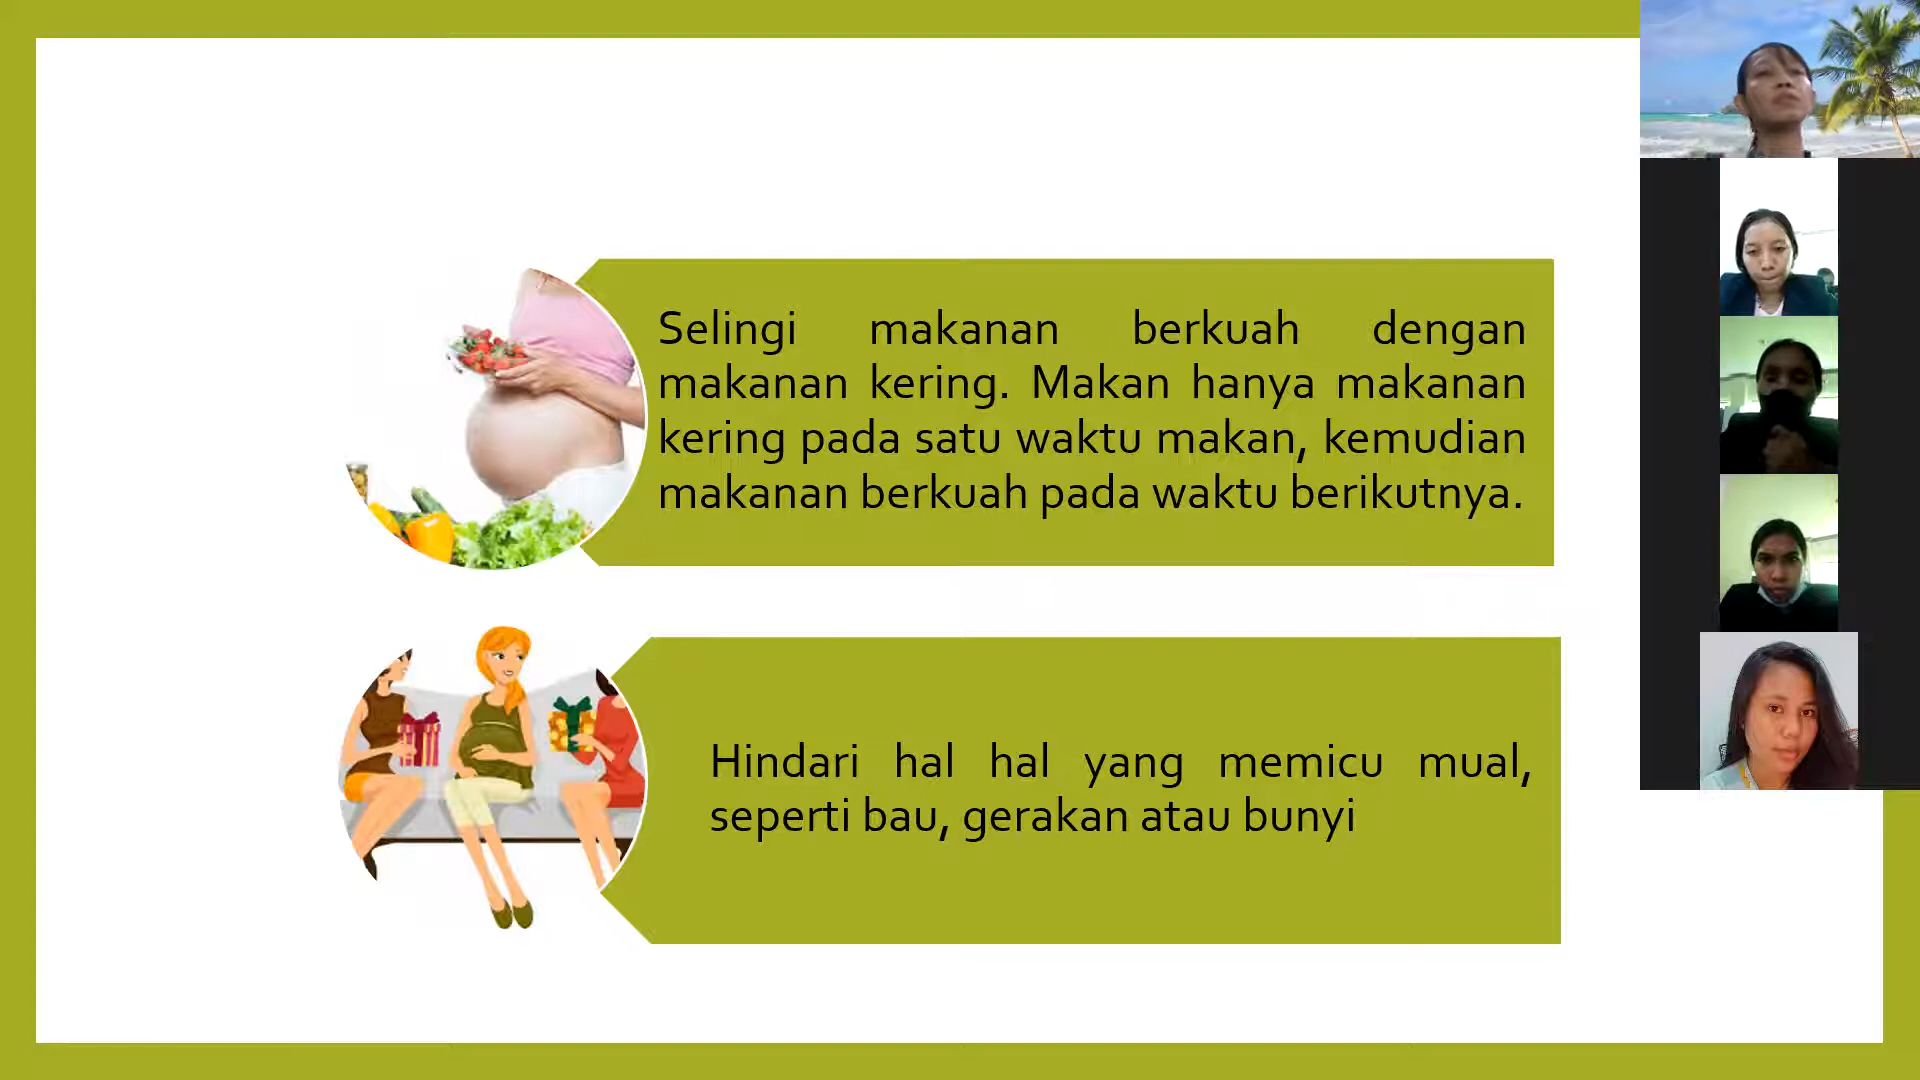 Selingi makanan berkuah dengan
makanan kering. Makan hanya makanan
kering pada satu waktu makan, kemudian
makanan berkuah pada waktu berikutnya.
Hindari hal hal yang memicu mual,
seperti bau, gerakan atau bunyi